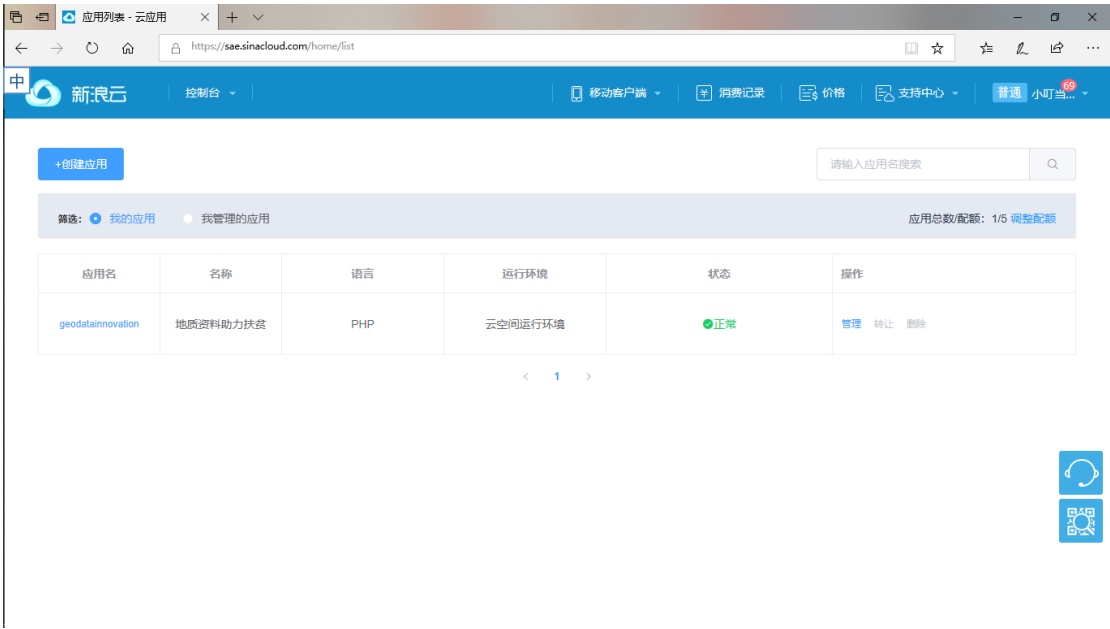 应用列表 - 云应用
https://sae.sinacloud.com/home/list
中
新浪云 控制台 移动客户端 消费记录 价格 支持中心 普通 小叮当... 69
+创建应用 请输入应用名搜索
筛选: 我的应用 我管理的应用 应用总数/配额: 1/5 调整配额
应用名 名称 语言 运行环境 状态 操作
geodatainnovation 地质资料助力扶贫 PHP 云空间运行环境 正常 管理 转让 删除
1